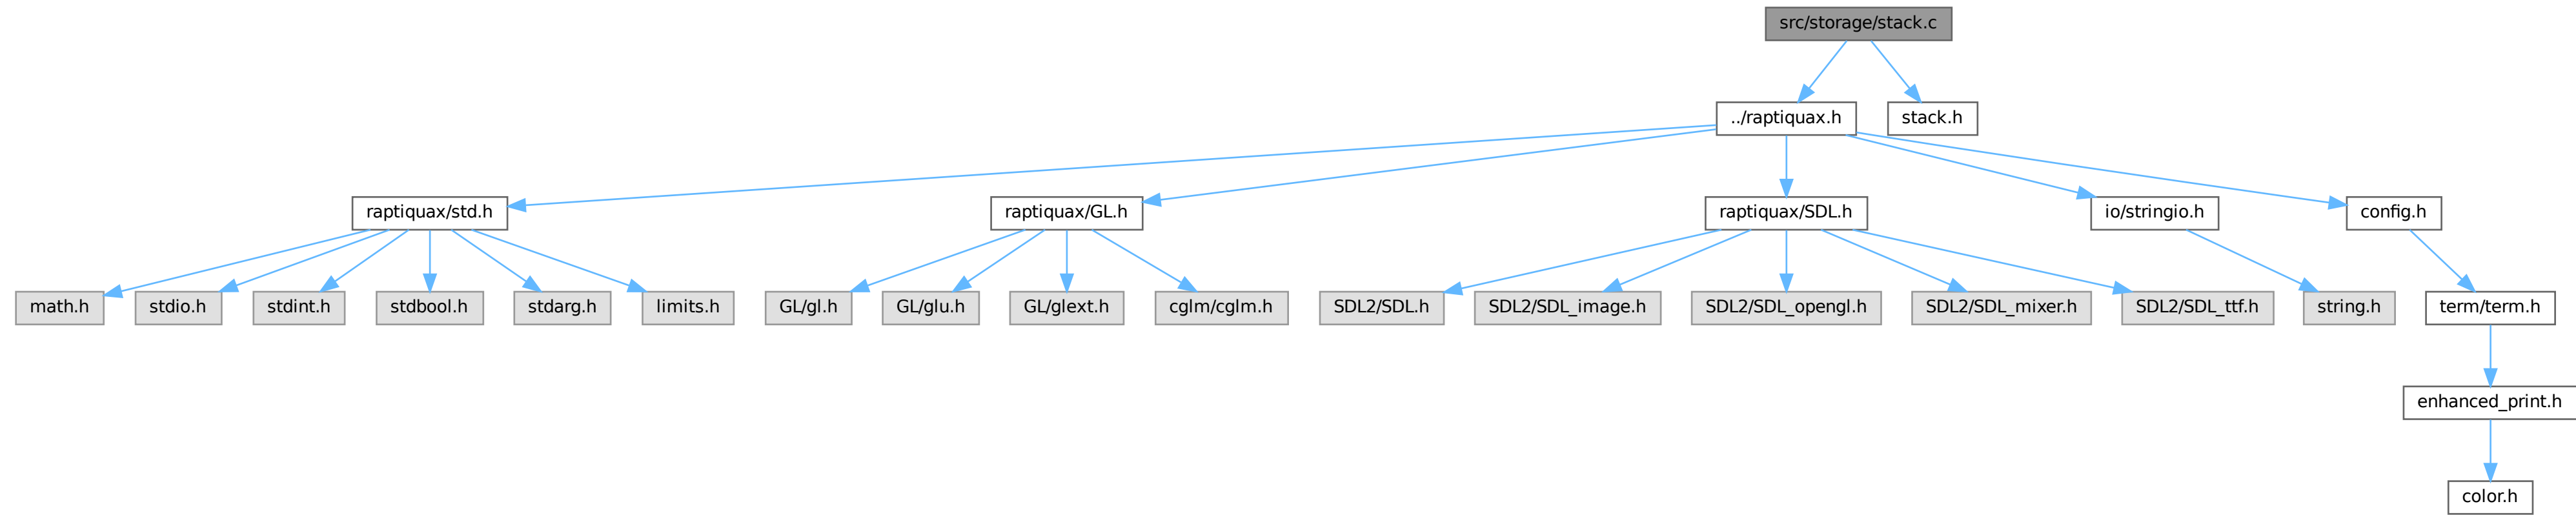 src/storage/stack.c
../raptiquax.h
stack.h
raptiquax/std.h
raptiquax/GL.h
raptiquax/SDL.h
io/stringio.h
config.h
math.h
stdio.h
stdint.h
stdbool.h
stdarg.h
limits.h
GL/gl.h
GL/glu.h
GL/glext.h
cglm/cglm.h
SDL2/SDL.h
SDL2/SDL_image.h
SDL2/SDL_opengl.h
SDL2/SDL_mixer.h
SDL2/SDL_ttf.h
string.h
term/term.h
enhanced_print.h
color.h